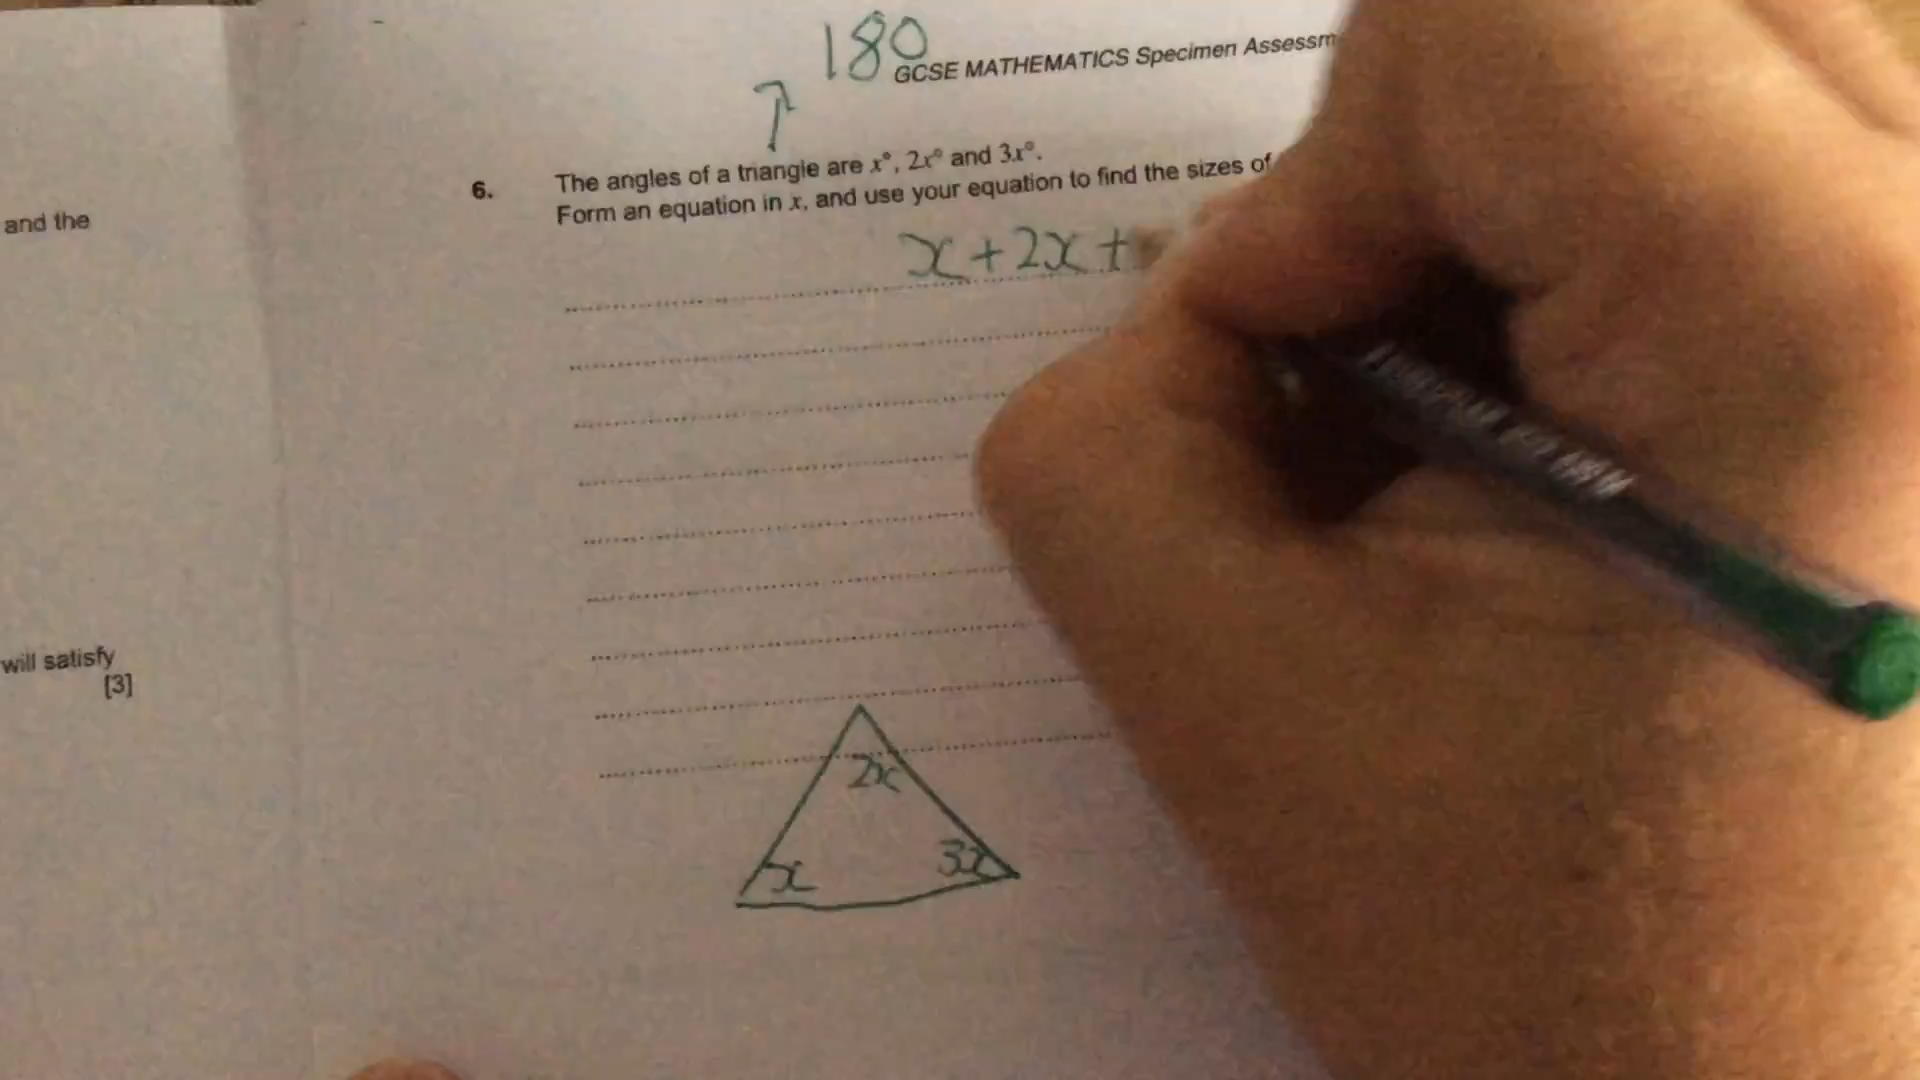 180
GCSE MATHEMATICS Specimen Assessm
and the
6.
The angles of a triangle are x°, 2x° and 3x°.
Form an equation in x, and use your equation to find the sizes of
x + 2x +
will satisfy
[3]
2x
x
3x